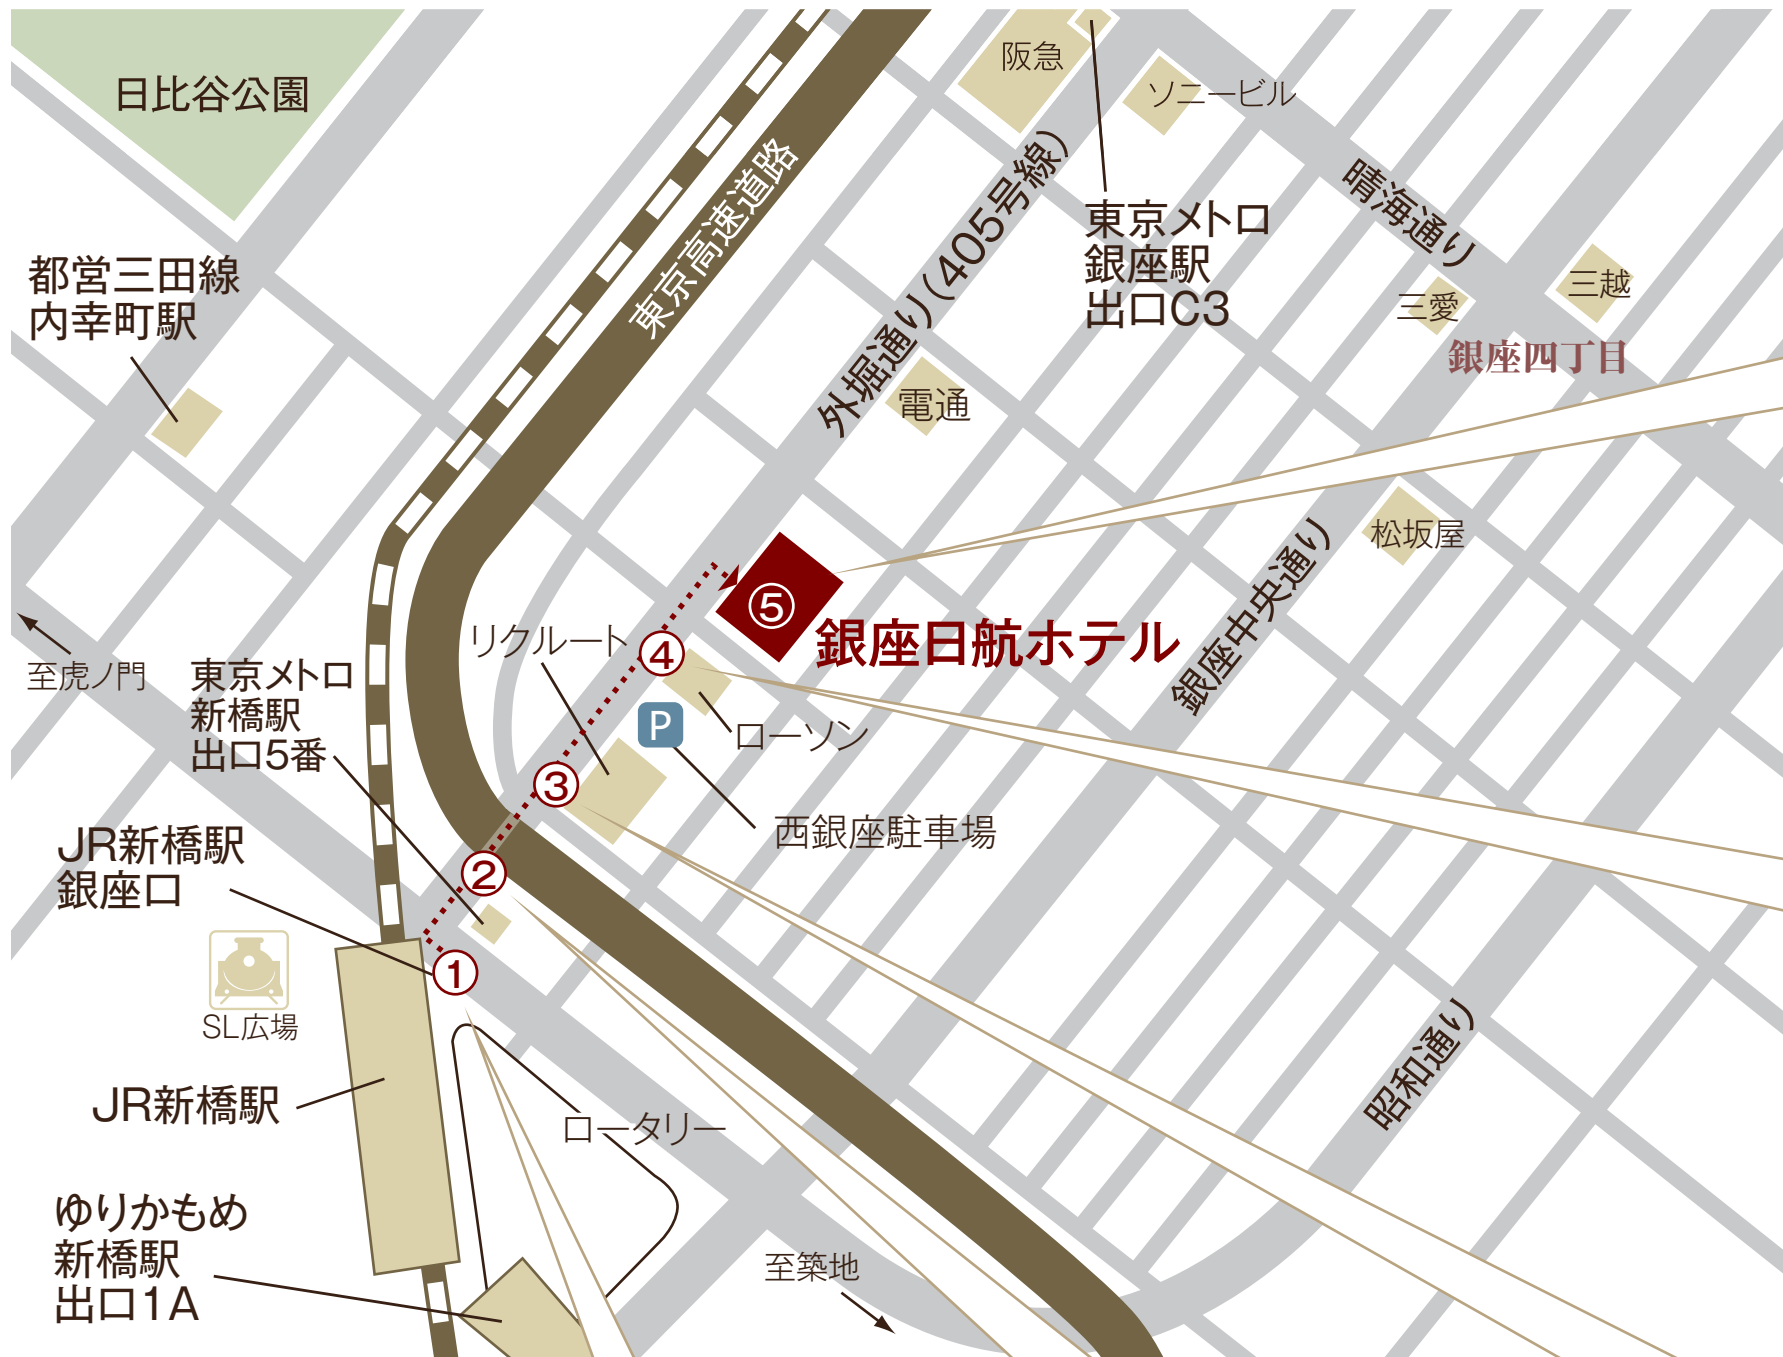 日比谷公園
阪急
ソニービル
東京高速道路
外堀通り(405号線)
晴海通り
東京メトロ
銀座駅
出口C3
三越
三愛
銀座四丁目
都営三田線
内幸町駅
電通
松坂屋
銀座中央通り
⑤
銀座日航ホテル
リクルート
④
至虎ノ門
東京メトロ
新橋駅
出口5番
P
ローソン
③
西銀座駐車場
JR新橋駅
銀座口
②
①
SL広場
昭和通り
JR新橋駅
ロータリー
ゆりかもめ
新橋駅
出口1A
至築地